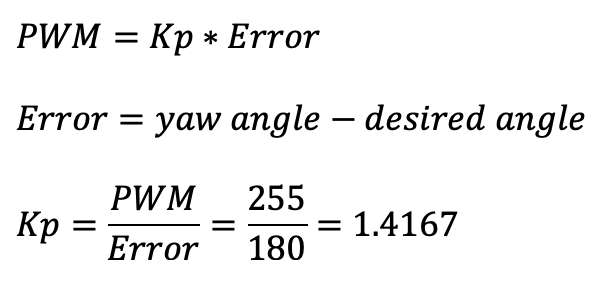 PWM = Kp * Error
Error = yaw angle − desired angle
Kp = PWM / Error = 255 / 180 = 1.4167